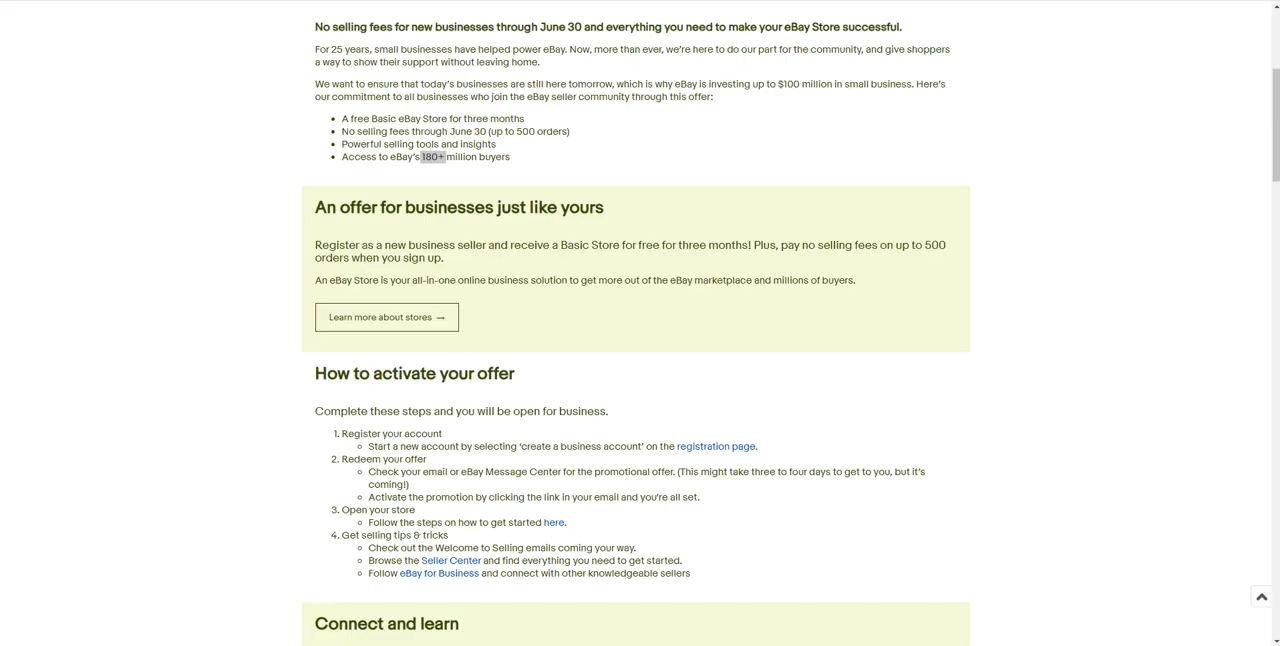 No selling fees for new businesses through June 30 and everything you need to make your eBay Store successful.
For 25 years, small businesses have helped power eBay. Now, more than ever, we're here to do our part for the community, and give shoppers
a way to show their support without leaving home.
We want to ensure that today's businesses are still here tomorrow, which is why eBay is investing up to $100 million in small business. Here's
our commitment to all businesses who join the eBay seller community through this offer:
• A free Basic eBay Store for three months
• No selling fees through June 30 (up to 500 orders)
• Powerful selling tools and insights
• Access to eBay's 180+ million buyers
An offer for businesses just like yours
Register as a new business seller and receive a Basic Store for free for three months! Plus, pay no selling fees on up to 500
orders when you sign up.
An eBay Store is your all-in-one online business solution to get more out of the eBay marketplace and millions of buyers.
Learn more about stores →
How to activate your offer
Complete these steps and you will be open for business.
1. Register your account
◦ Start a new account by selecting ‘create a business account’ on the registration page.
2. Redeem your offer
◦ Check your email or eBay Message Center for the promotional offer. (This might take three to four days to get to you, but it's
coming!)
◦ Activate the promotion by clicking the link in your email and you're all set.
3. Open your store
◦ Follow the steps on how to get started here.
4. Get selling tips & tricks
◦ Check out the Welcome to Selling emails coming your way.
◦ Browse the Seller Center and find everything you need to get started.
◦ Follow eBay for Business and connect with other knowledgeable sellers
Connect and learn